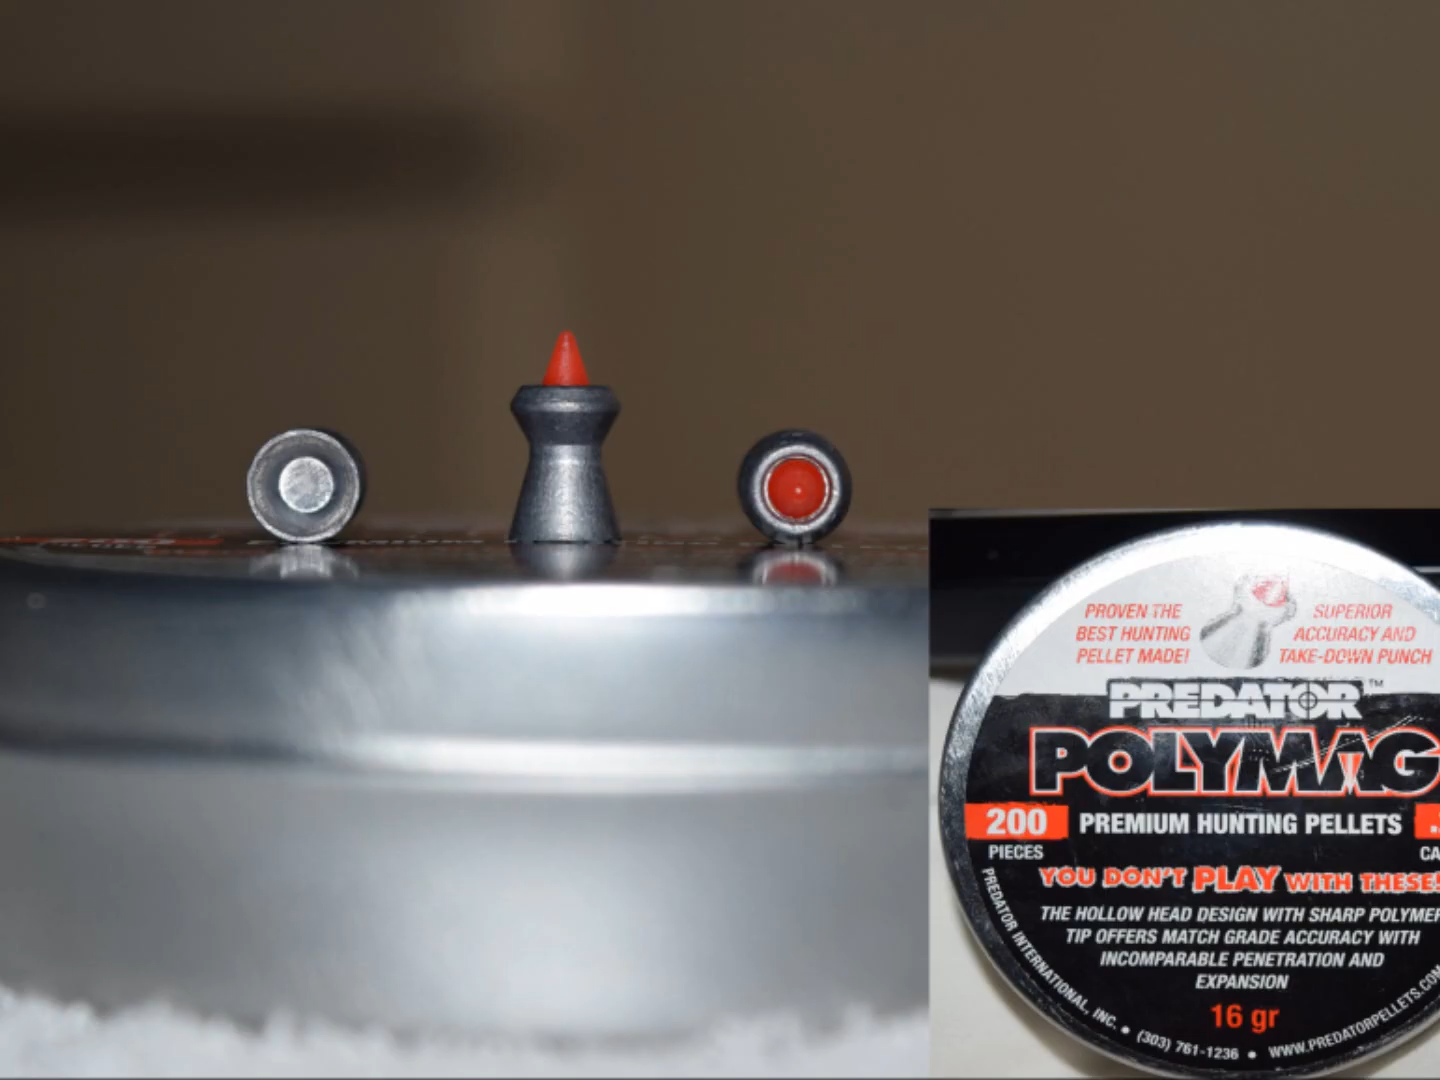 PROVEN THE
BEST HUNTING
PELLET MADE!
SUPERIOR
ACCURACY AND
TAKE-DOWN PUNCH
PREDATOR™
POLYMAG
200
PIECES
PREMIUM HUNTING PELLETS
YOU DON'T PLAY WITH THESE!
THE HOLLOW HEAD DESIGN WITH SHARP POLYMER
TIP OFFERS MATCH GRADE ACCURACY WITH
INCOMPARABLE PENETRATION AND
EXPANSION
16 gr
PREDATOR INTERNATIONAL, INC. • (303) 761-1236 • WWW.PREDATORPELLETS.COM